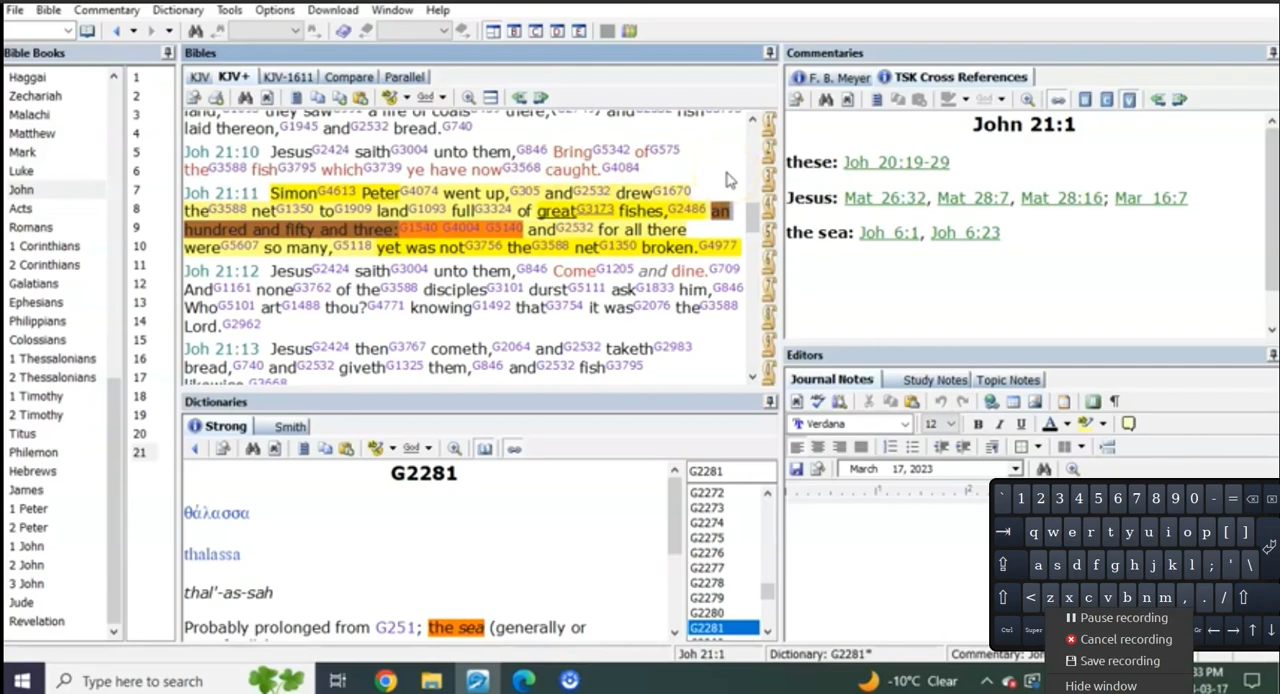 File Bible Commentary Dictionary Tools Options Download Window Help
Bible Books
Haggai
Zechariah
Malachi
Matthew
Mark
Luke
John
Acts
Romans
1 Corinthians
2 Corinthians
Galatians
Ephesians
Philippians
Colossians
1 Thessalonians
2 Thessalonians
1 Timothy
2 Timothy
Titus
Philemon
Hebrews
James
1 Peter
2 Peter
1 John
2 John
3 John
Jude
Revelation
1
2
3
4
5
6
7
8
9
10
11
12
13
14
15
16
17
18
19
20
21
Bibles
KJV KJV+ KJV-1611 Compare Parallel
laid thereon,G1945 andG2532 bread.G740
Joh 21:10 JesusG2424 saithG3004 unto them,G846 BringG5342 ofG575
theG3588 fishG3795 whichG3739 ye have nowG3568 caught.G4084
Joh 21:11 SimonG4613 PeterG4074 went up,G305 andG2532 drewG1670
theG3588 netG1350 toG1909 landG1093 fullG3324 of greatG3173 fishes,G2486 an
hundred and fifty and three:G1540 G4004 G5140 andG2532 for all there
wereG5607 so many,G5118 yet was notG3756 theG3588 netG1350 broken.G4977
Joh 21:12 JesusG2424 saithG3004 unto them,G846 ComeG1205 and dine.G709
AndG1161 noneG3762 of theG3588 disciplesG3101 durstG5111 askG1833 him,G846
WhoG5101 artG1488 thou?G4771 knowingG1492 thatG3754 it wasG2076 theG3588
Lord.G2962
Joh 21:13 JesusG2424 thenG3767 cometh,G2064 andG2532 takethG2983
bread,G740 andG2532 givethG1325 them,G846 andG2532 fishG3795
likewise.G3668
Dictionaries
Strong Smith
G2281
θάλασσα
thalassa
thal'-as-sah
Probably prolonged from G251; the sea (generally or
G2281
G2272
G2273
G2274
G2275
G2276
G2277
G2278
G2279
G2280
G2281
Commentaries
F. B. Meyer TSK Cross References
John 21:1
these: Joh 20:19-29
Jesus: Mat 26:32, Mat 28:7, Mat 28:16; Mar 16:7
the sea: Joh 6:1, Joh 6:23
Editors
Journal Notes Study Notes Topic Notes
Verdana 12 B I U A
March 17, 2023
` 1 2 3 4 5 6 7 8 9 0 - =
q w e r t y u i o p [ ]
a s d f g h j k l ; ' \
< z x c v b n m , . /
Ctrl Super
Pause recording
Cancel recording
Save recording
Hide window
Joh 21:1 Dictionary: G2281*
Type here to search
-10°C Clear